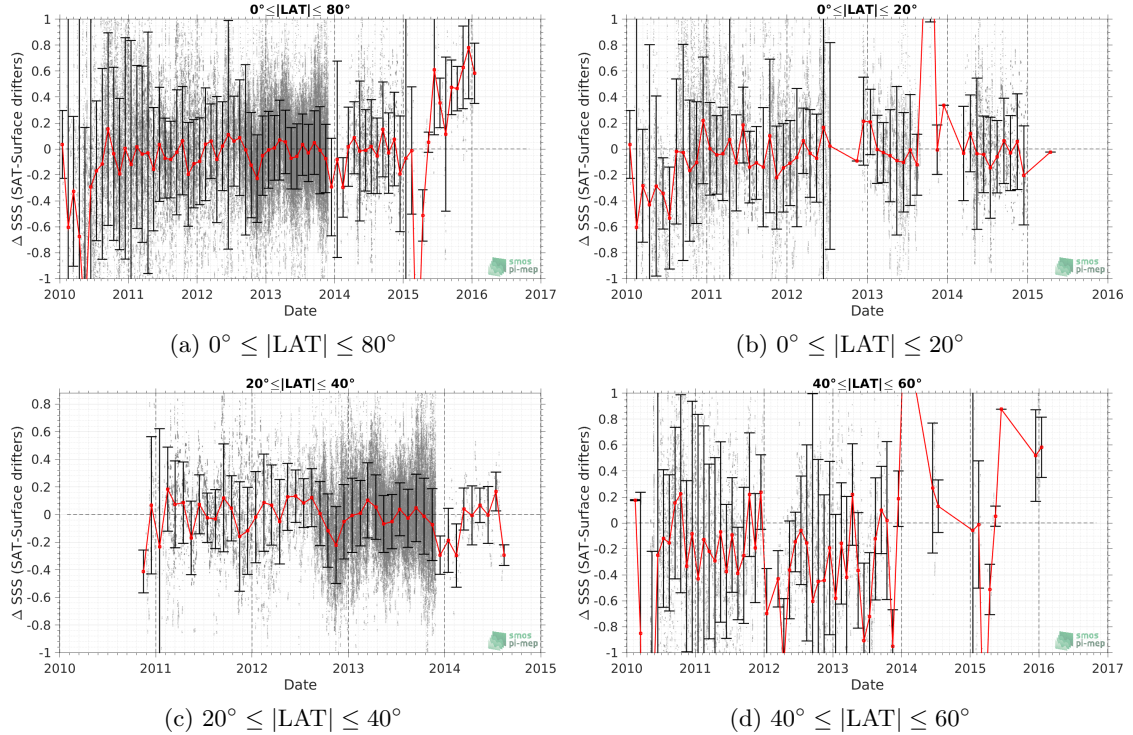 0°≤|LAT|≤ 80°
Δ SSS (SAT-Surface drifters)
1
0.8
0.6
0.4
0.2
0
-0.2
-0.4
-0.6
-0.8
-1
2010 2011 2012 2013 2014 2015 2016 2017
Date
smos
pi-mep
(a) 0° ≤ |LAT| ≤ 80°
0°≤|LAT|≤ 20°
Δ SSS (SAT-Surface drifters)
1
0.8
0.6
0.4
0.2
0
-0.2
-0.4
-0.6
-0.8
-1
2010 2011 2012 2013 2014 2015 2016
Date
smos
pi-mep
(b) 0° ≤ |LAT| ≤ 20°
20°≤|LAT|≤ 40°
Δ SSS (SAT-Surface drifters)
0.8
0.6
0.4
0.2
0
-0.2
-0.4
-0.6
-0.8
-1
2010 2011 2012 2013 2014 2015
Date
smos
pi-mep
(c) 20° ≤ |LAT| ≤ 40°
40°≤|LAT|≤ 60°
Δ SSS (SAT-Surface drifters)
1
0.8
0.6
0.4
0.2
0
-0.2
-0.4
-0.6
-0.8
-1
2010 2011 2012 2013 2014 2015 2016 2017
Date
smos
pi-mep
(d) 40° ≤ |LAT| ≤ 60°